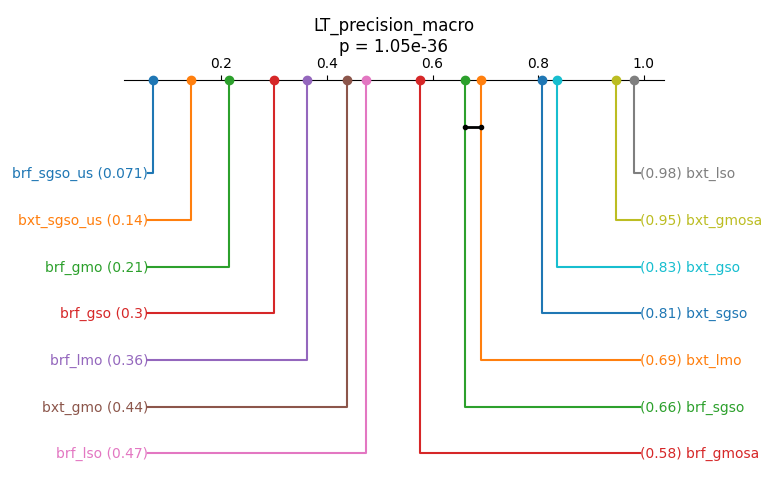 LT_precision_macro
p = 1.05e-36
0.2 0.4 0.6 0.8 1.0
brf_sgso_us (0.071) (0.98) bxt_lso
bxt_sgso_us (0.14) (0.95) bxt_gmosa
brf_gmo (0.21) (0.83) bxt_gso
brf_gso (0.3) (0.81) bxt_sgso
brf_lmo (0.36) (0.69) bxt_lmo
bxt_gmo (0.44) (0.66) brf_sgso
brf_lso (0.47) (0.58) brf_gmosa